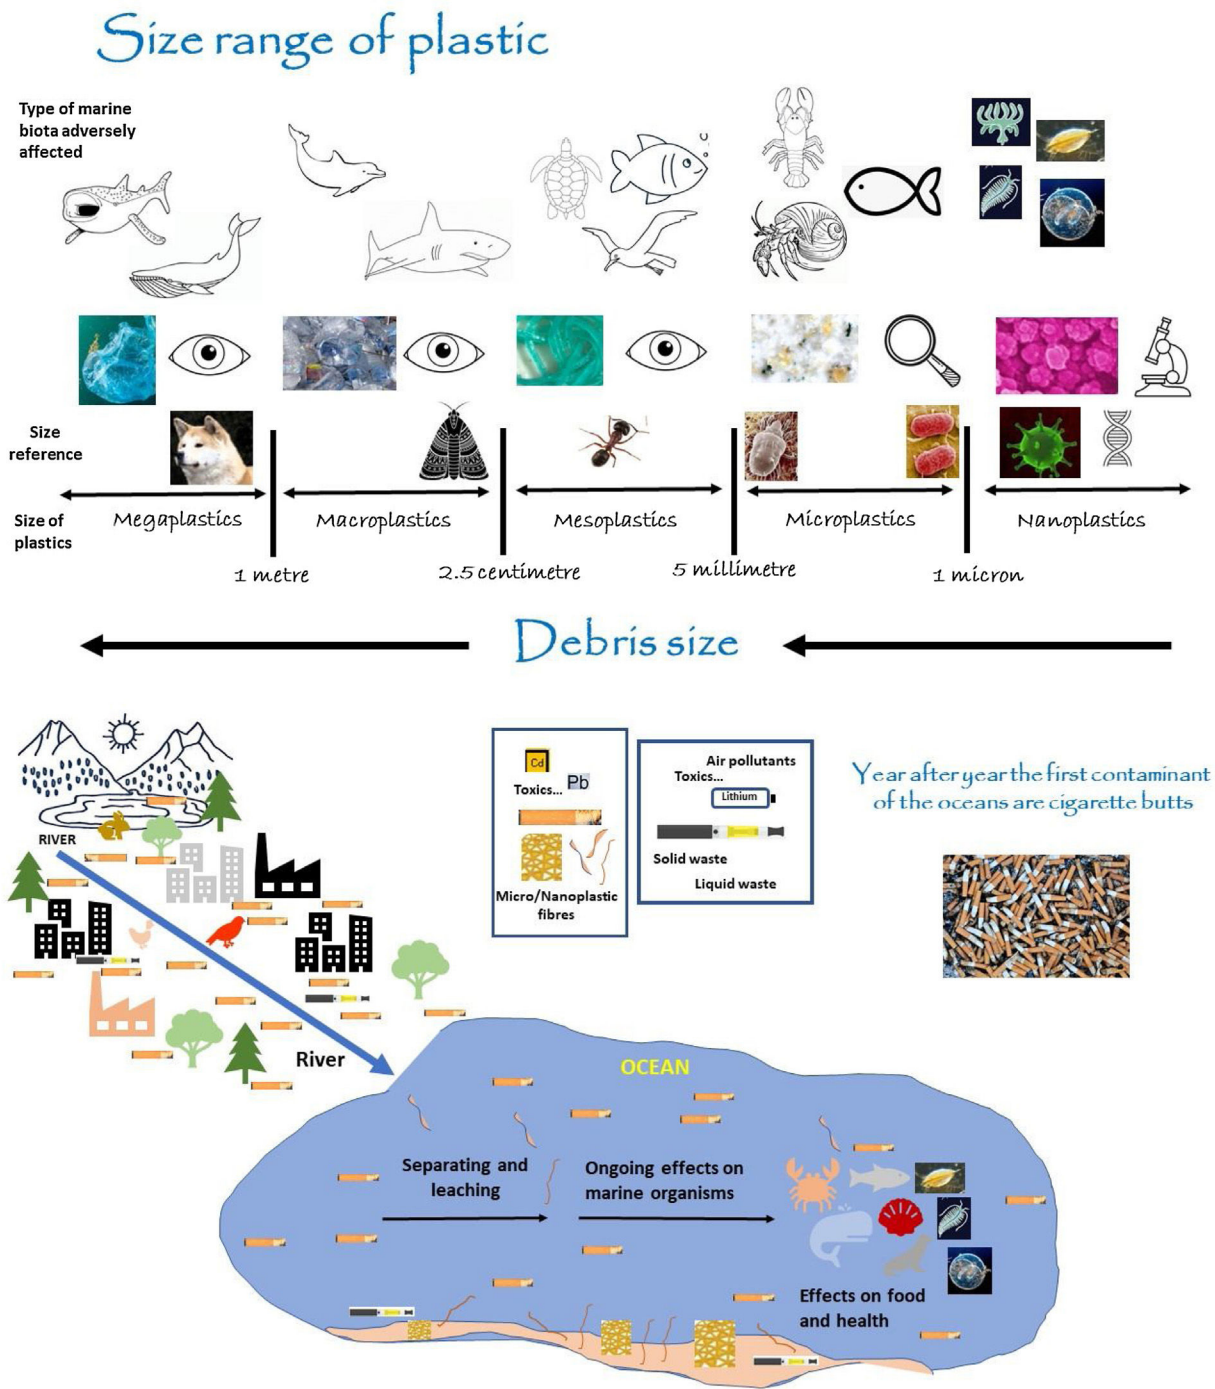 Size range of plastic
Type of marine
biota adversely
affected
Size
reference
Size of
plastics
Megaplastics
Macroplastics
Mesoplastics
Microplastics
Nanoplastics
1 metre
2.5 centimetre
5 millimetre
1 micron
Debris size
Cd
Toxics...
Pb
Micro/Nanoplastic
fibres
Air pollutants
Toxics...
Lithium
Solid waste
Liquid waste
Year after year the first contaminant
of the oceans are cigarette butts
RIVER
River
OCEAN
Separating and
leaching
Ongoing effects on
marine organisms
Effects on food
and health